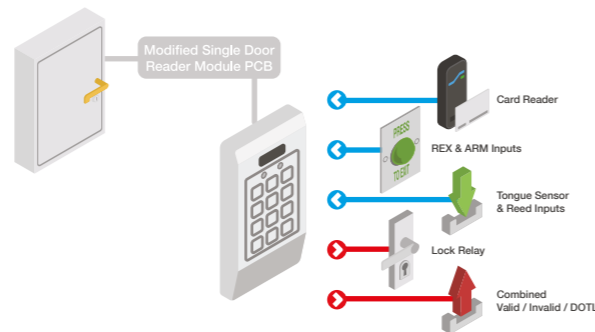 Modified Single Door
Reader Module PCB
Card Reader
PRESS
TO EXIT
REX & ARM Inputs
Tongue Sensor
& Reed Inputs
Lock Relay
Combined
Valid / Invalid / DOTL